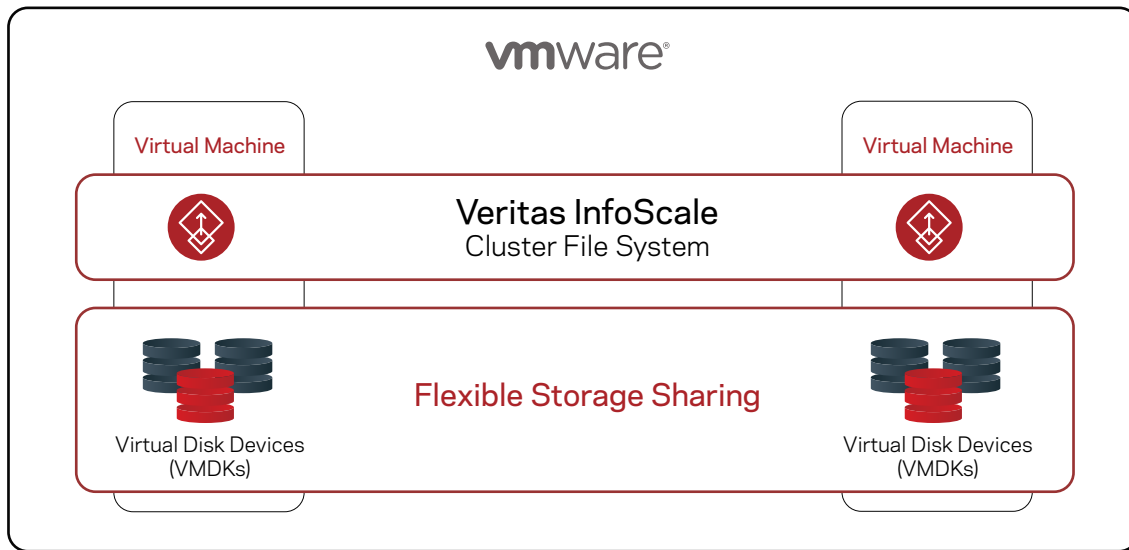 vmware®
Virtual Machine
Virtual Machine
Veritas InfoScale
Cluster File System
Flexible Storage Sharing
Virtual Disk Devices
(VMDKs)
Virtual Disk Devices
(VMDKs)